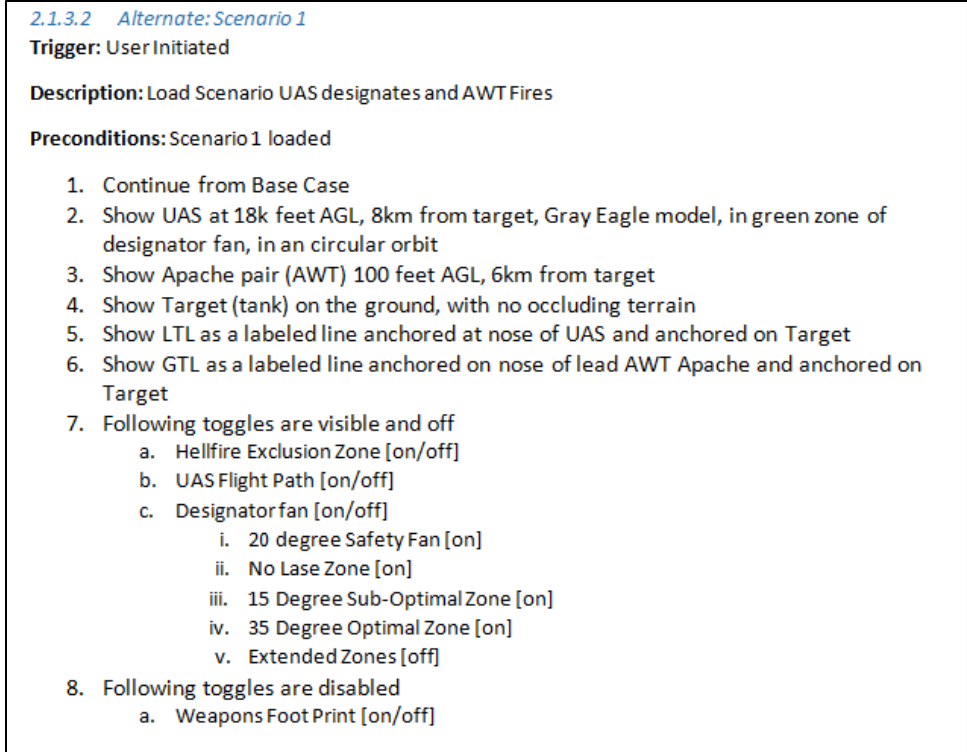 2.1.3.2 Alternate: Scenario 1
Trigger: User Initiated
Description: Load Scenario UAS designates and AWT Fires
Preconditions: Scenario 1 loaded
1. Continue from Base Case
2. Show UAS at 18k feet AGL, 8km from target, Gray Eagle model, in green zone of
designator fan, in an circular orbit
3. Show Apache pair (AWT) 100 feet AGL, 6km from target
4. Show Target (tank) on the ground, with no occluding terrain
5. Show LTL as a labeled line anchored at nose of UAS and anchored on Target
6. Show GTL as a labeled line anchored on nose of lead AWT Apache and anchored on
Target
7. Following toggles are visible and off
a. Hellfire Exclusion Zone [on/off]
b. UAS Flight Path [on/off]
c. Designator fan [on/off]
i. 20 degree Safety Fan [on]
ii. No Lase Zone [on]
iii. 15 Degree Sub-Optimal Zone [on]
iv. 35 Degree Optimal Zone [on]
v. Extended Zones [off]
8. Following toggles are disabled
a. Weapons Foot Print [on/off]